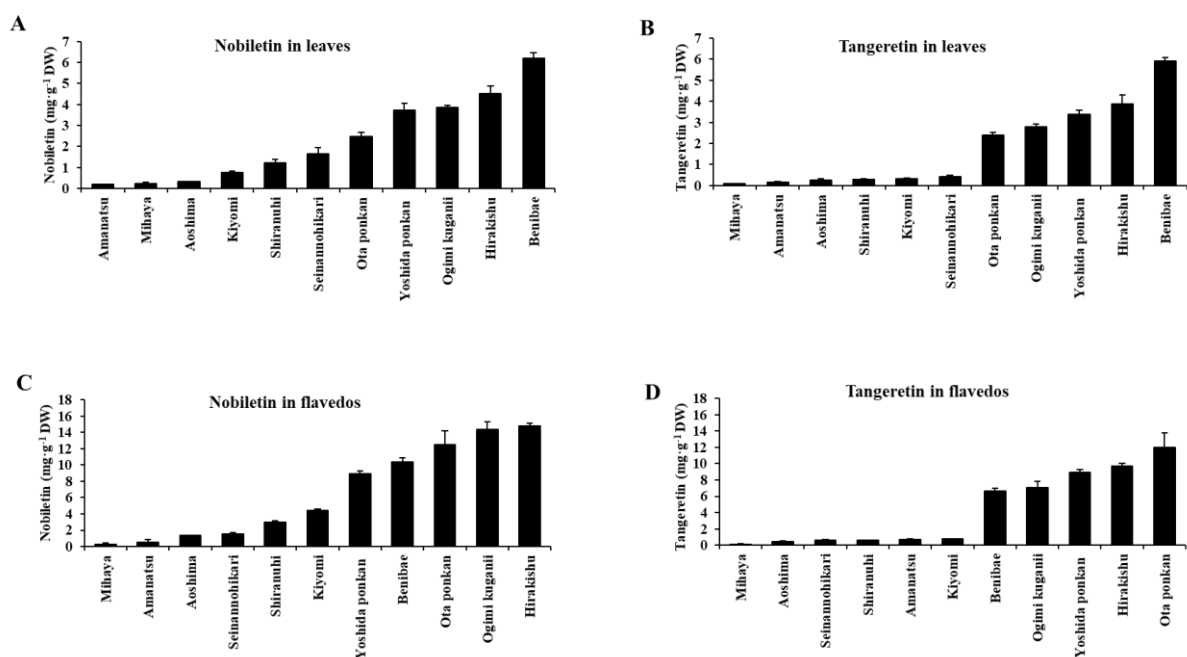 A
Nobiletin in leaves
Nobiletin (mg·g-1 DW)
7
6
5
4
3
2
1
0
Amanatsu
Mihaya
Aoshima
Kiyomi
Shiranuhi
Seinannohikari
Ota ponkan
Yoshida ponkan
Ogimi kuganii
Hirakishu
Benibae
B
Tangeretin in leaves
Tangeretin (mg·g-1 DW)
7
6
5
4
3
2
1
0
Mihaya
Amanatsu
Aoshima
Shiranuhi
Kiyomi
Seinannohikari
Ota ponkan
Ogimi kuganii
Yoshida ponkan
Hirakishu
Benibae
C
Nobiletin in flavedos
Nobiletin (mg·g-1 DW)
18
16
14
12
10
8
6
4
2
0
Mihaya
Amanatsu
Aoshima
Seinannohikari
Shiranuhi
Kiyomi
Yoshida ponkan
Benibae
Ota ponkan
Ogimi kuganii
Hirakishu
D
Tangeretin in flavedos
Tangeretin (mg·g-1 DW)
18
16
14
12
10
8
6
4
2
0
Mihaya
Aoshima
Seinannohikari
Shiranuhi
Amanatsu
Kiyomi
Benibae
Ogimi kuganii
Yoshida ponkan
Hirakishu
Ota ponkan